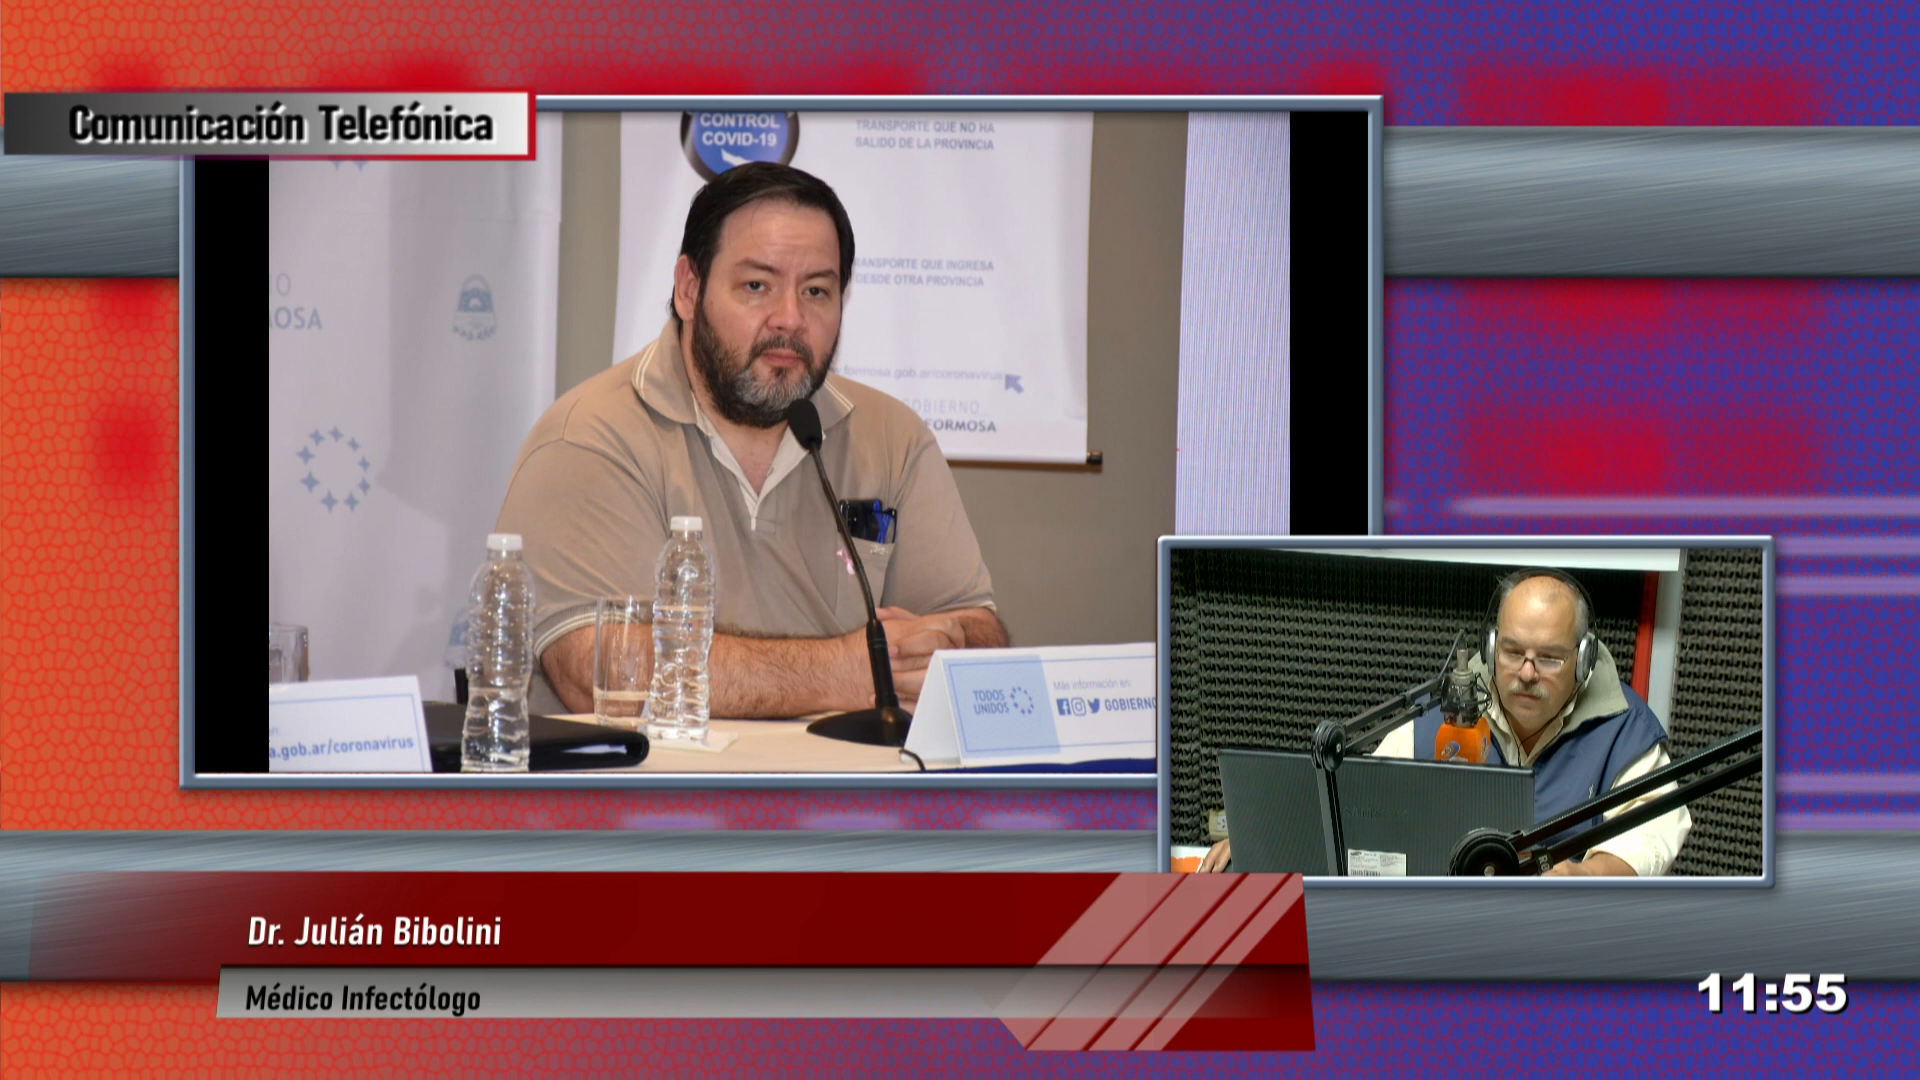 Comunicación Telefónica
CONTROL
COVID-19
TRANSPORTE QUE NO HA
SALIDO DE LA PROVINCIA
RANSPORTE QUE INGRESA
DESDE OTRA PROVINCIA
formosa.gob.ar/coronavirus
OBIERNO
FORMOSA
O
OSA
a.gob.ar/coronavirus
TODOS
UNIDOS
Más información en:
GOBIERNO
Dr. Julián Bibolini
Médico Infectólogo
11:55